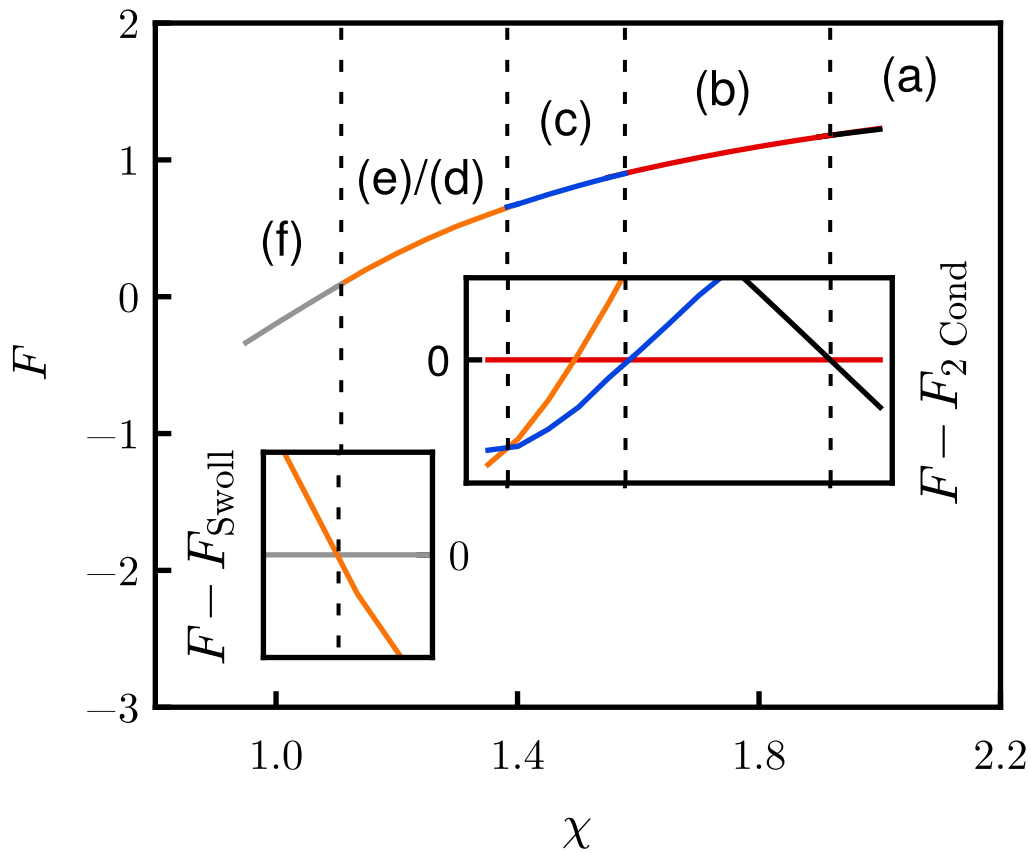 2
(a)
(b)
(c)
1
(e)/(d)
(f)
0
F
0
F − F2 Cond
−1
F − FSwoll
0
−2
−3
1.0 1.4 1.8 2.2
χ